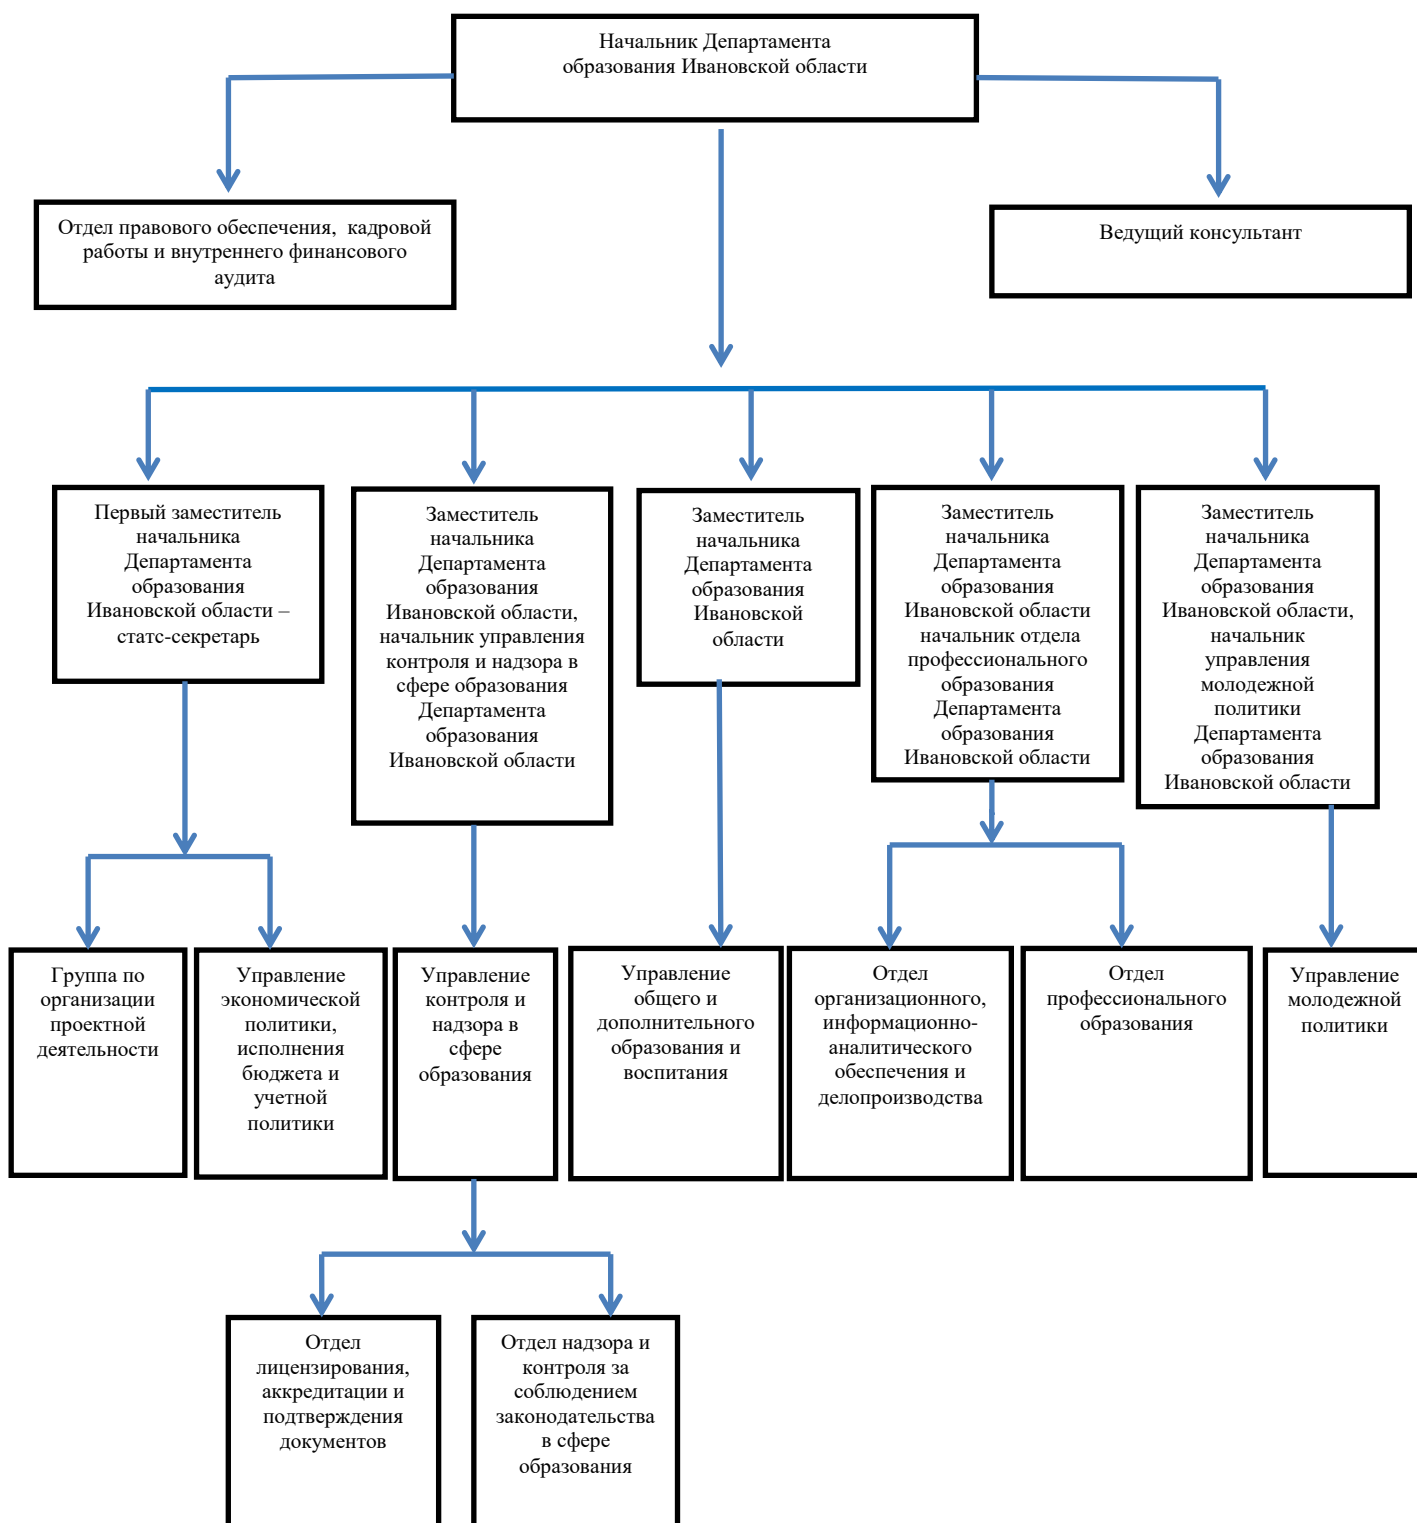 Начальник Департамента
образования Ивановской области
Отдел правового обеспечения, кадровой
работы и внутреннего финансового
аудита
Ведущий консультант
Первый заместитель
начальника
Департамента
образования
Ивановской области –
статс-секретарь
Заместитель
начальника
Департамента
образования
Ивановской области,
начальник управления
контроля и надзора в
сфере образования
Департамента
образования
Ивановской области
Заместитель
начальника
Департамента
образования
Ивановской
области
Заместитель
начальника
Департамента
образования
Ивановской области
начальник отдела
профессионального
образования
Департамента
образования
Ивановской области
Заместитель
начальника
Департамента
образования
Ивановской области,
начальник
управления
молодежной
политики
Департамента
образования
Ивановской области
Группа по
организации
проектной
деятельности
Управление
экономической
политики,
исполнения
бюджета и
учетной
политики
Управление
контроля и
надзора в
сфере
образования
Управление
общего и
дополнительного
образования и
воспитания
Отдел
организационного,
информационно-
аналитического
обеспечения и
делопроизводства
Отдел
профессионального
образования
Управление
молодежной
политики
Отдел
лицензирования,
аккредитации и
подтверждения
документов
Отдел надзора и
контроля за
соблюдением
законодательства
в сфере
образования